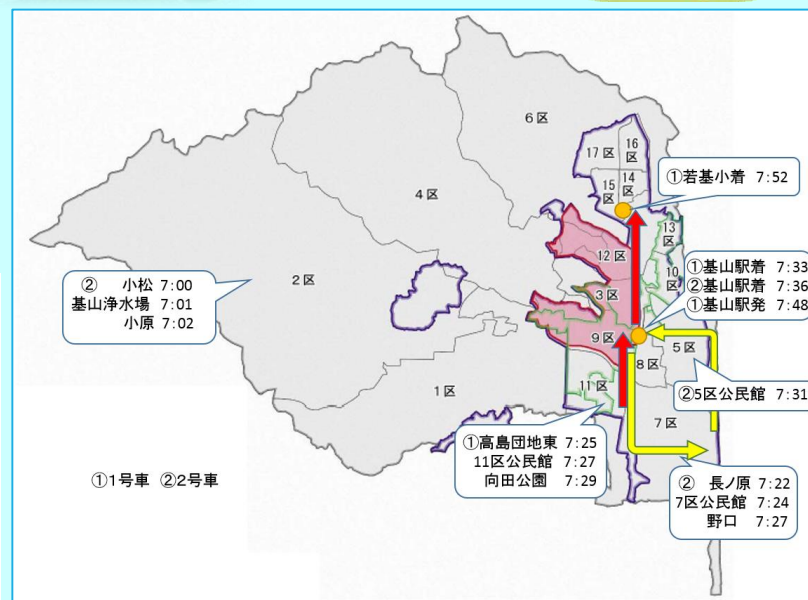 6区
17区
16区
15区
14区
①若基小着 7:52
4区
13区
12区
10区
①基山駅着 7:33
②基山駅着 7:36
①基山駅発 7:48
② 小松 7:00
基山浄水場 7:01
小原 7:02
2区
3区
9区
8区
5区
②5区公民館 7:31
1区
11区
7区
①高島団地東 7:25
11区公民館 7:27
向田公園 7:29
② 長ノ原 7:22
7区公民館 7:24
野口 7:27
①1号車 ②2号車